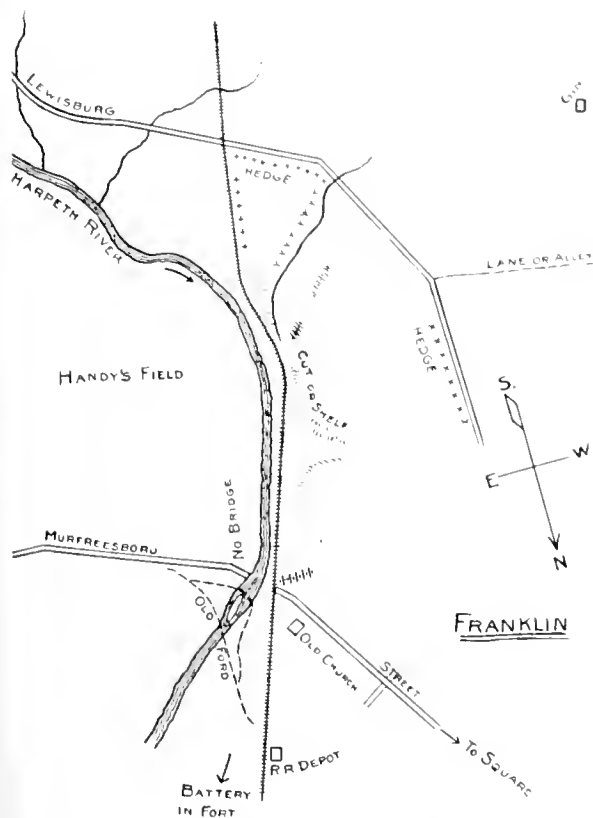 LEWISBURG
HEDGE
HARPETH RIVER
LANE OR ALLEY
HEDGE
CUT OR SHELF
HANDY'S FIELD
S.
E
W
N
NO BRIDGE
MURFREESBORO
OLD
FORD
FRANKLIN
OLD CHURCH
STREET
TO SQUARE
RR DEPOT
BATTERY
IN FORT